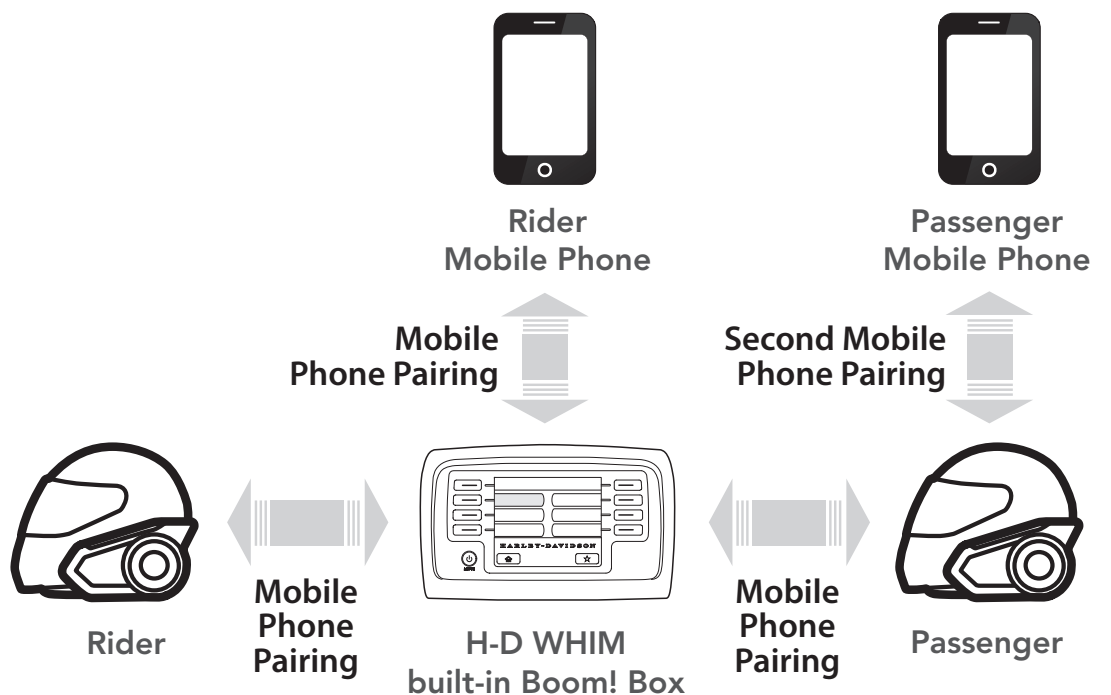 Rider
Mobile Phone
Passenger
Mobile Phone
Mobile
Phone Pairing
Second Mobile
Phone Pairing
HARLEY-DAVIDSON
Rider
Mobile
Phone
Pairing
H-D WHIM
built-in Boom! Box
Mobile
Phone
Pairing
Passenger